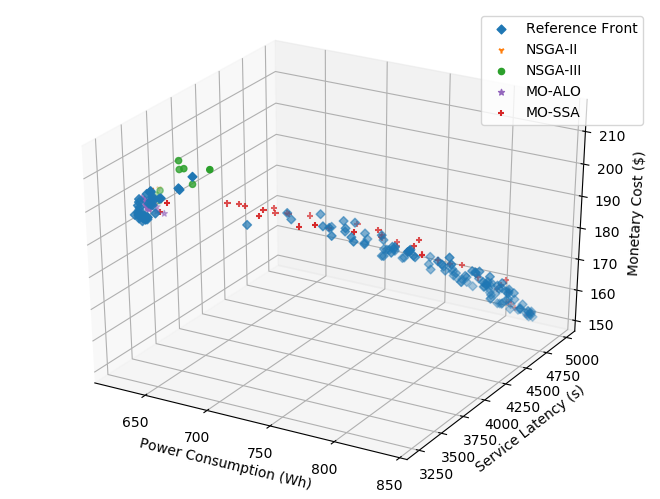 Reference Front
NSGA-II
NSGA-III
MO-ALO
MO-SSA
210
200
190
180
170
160
150
Monetary Cost ($)
5000
4750
4500
4250
4000
3750
3500
3250
Service Latency (s)
650
700
750
800
850
Power Consumption (Wh)